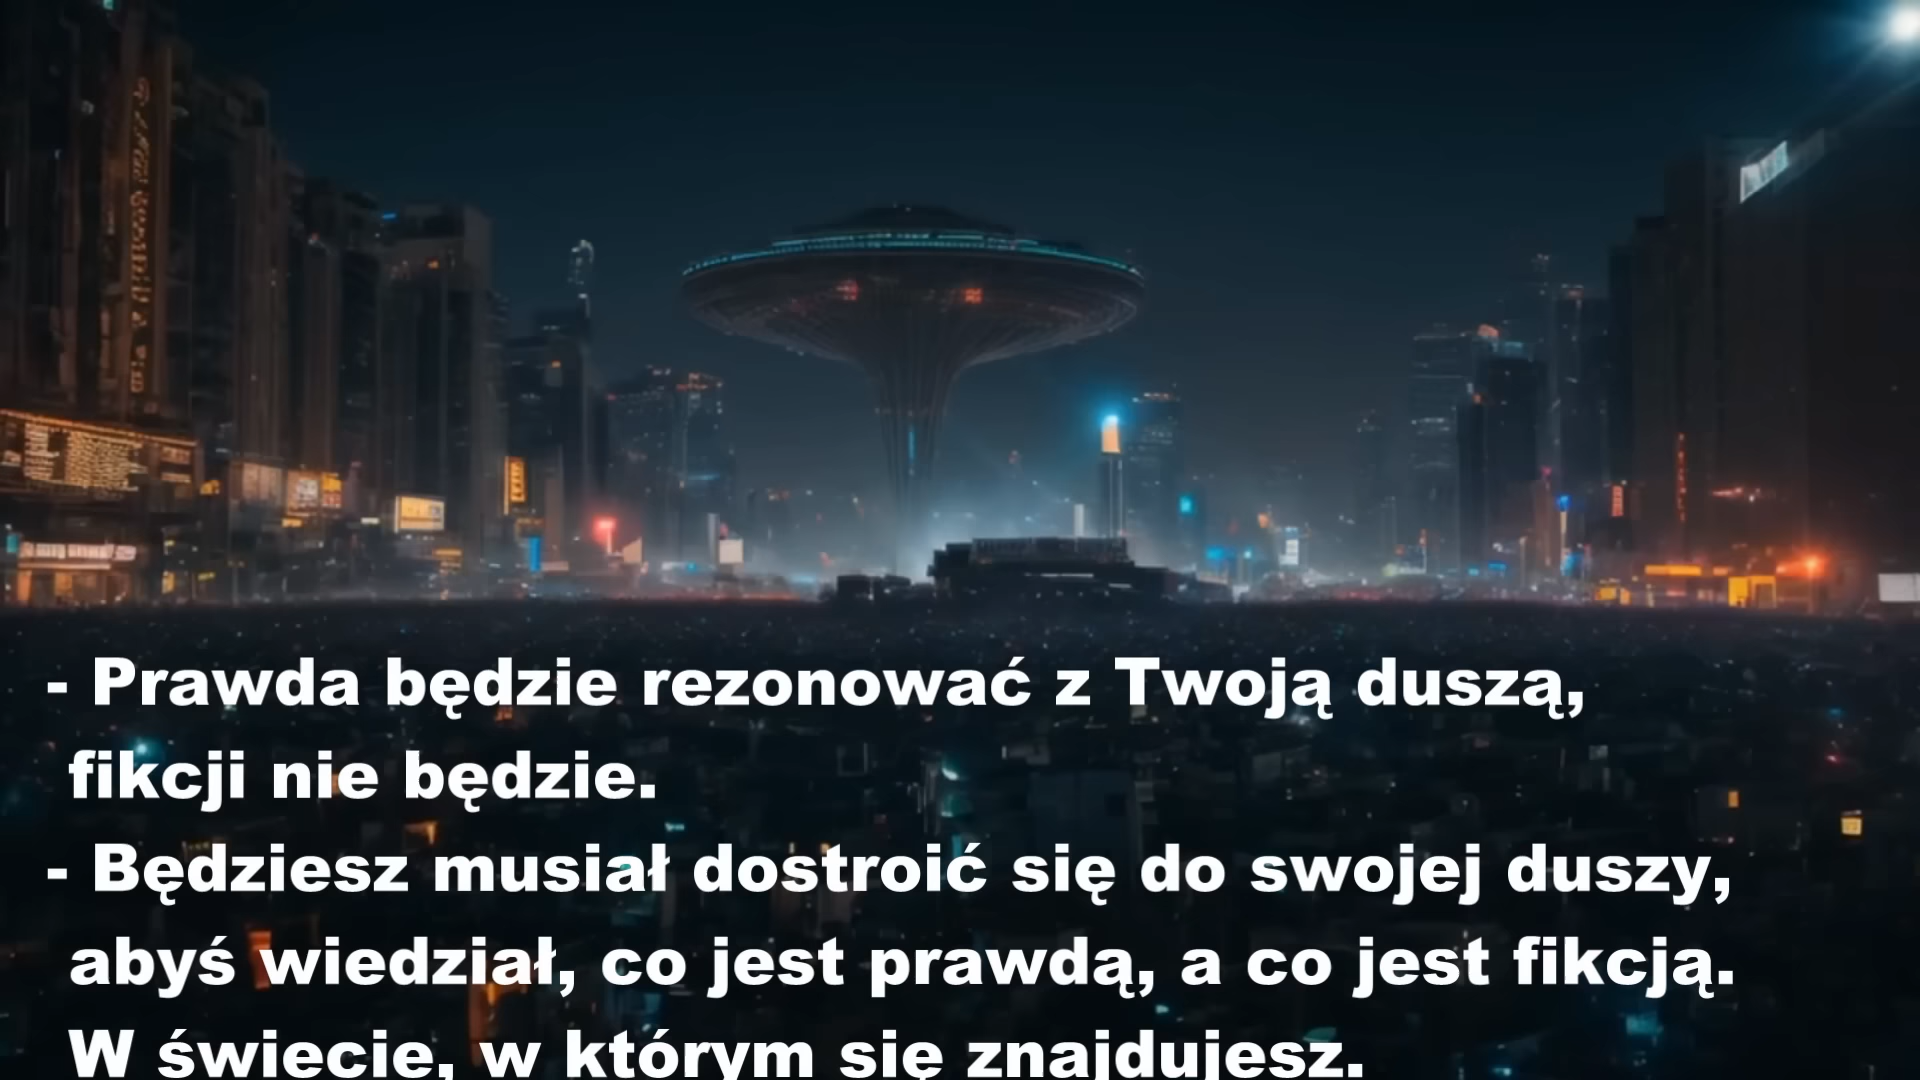 - Prawda będzie rezonować z Twoją duszą,
fikcji nie będzie.
- Będziesz musiał dostroić się do swojej duszy,
abyś wiedział, co jest prawdą, a co jest fikcją.
W świecie, w którym się znajdujesz.